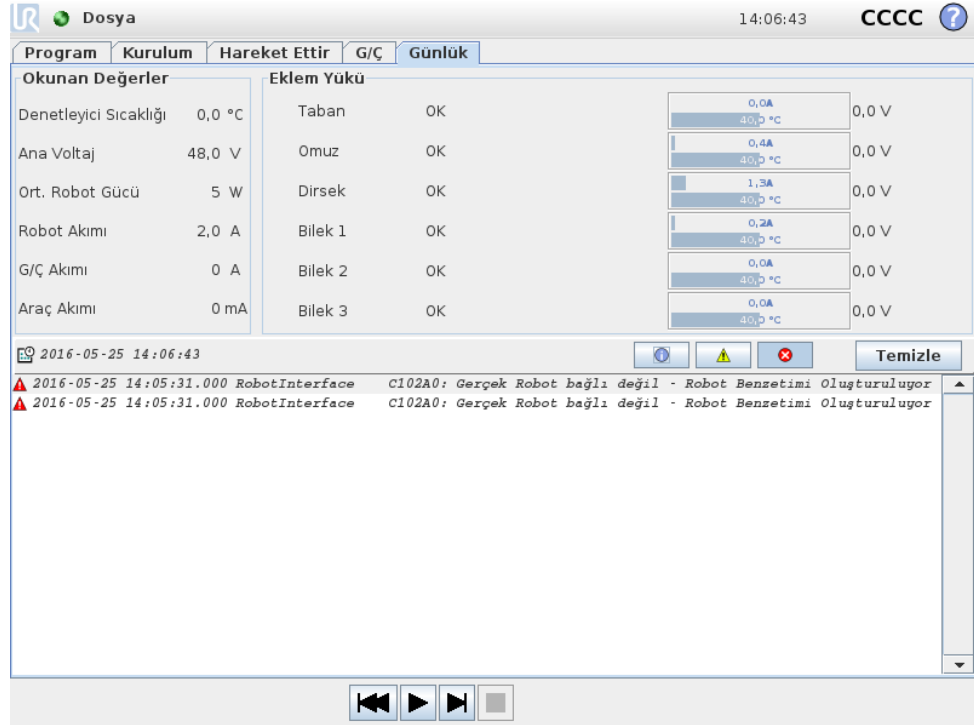 UR Dosya 14:06:43 CCCC ?
Program Kurulum Hareket Ettir G/Ç Günlük
Okunan Değerler Eklem Yükü
Denetleyici Sıcaklığı 0,0 °C Taban OK 0,0A 40,0 °C 0,0 V
Ana Voltaj 48,0 V Omuz OK 0,4A 40,0 °C 0,0 V
Ort. Robot Gücü 5 W Dirsek OK 1,3A 40,0 °C 0,0 V
Robot Akımı 2,0 A Bilek 1 OK 0,2A 40,0 °C 0,0 V
G/Ç Akımı 0 A Bilek 2 OK 0,0A 40,0 °C 0,0 V
Araç Akımı 0 mA Bilek 3 OK 0,0A 40,0 °C 0,0 V
2016-05-25 14:06:43 Temizle
2016-05-25 14:05:31.000 RobotInterface C102A0: Gerçek Robot bağlı değil - Robot Benzetimi Oluşturuluyor
2016-05-25 14:05:31.000 RobotInterface C102A0: Gerçek Robot bağlı değil - Robot Benzetimi Oluşturuluyor